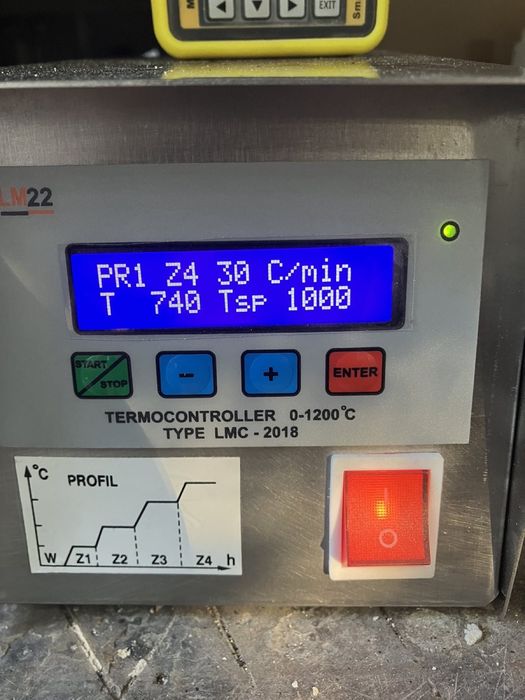 EXIT
LM22
PR1 Z4 30 C/min
T 740 Tsp 1000
START
STOP
-
+
ENTER
TERMOCONTROLLER 0-1200°C
TYPE LMC - 2018
°C
PROFIL
W Z1 Z2 Z3 Z4 h
I
O